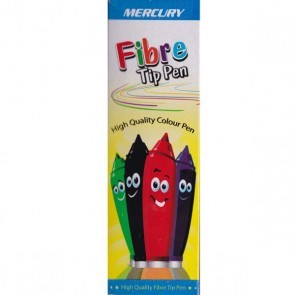 MERCURY
Fibre
Tip Pen
High Quality Colour Pen
★ High Quality Fibre Tip Pen ★